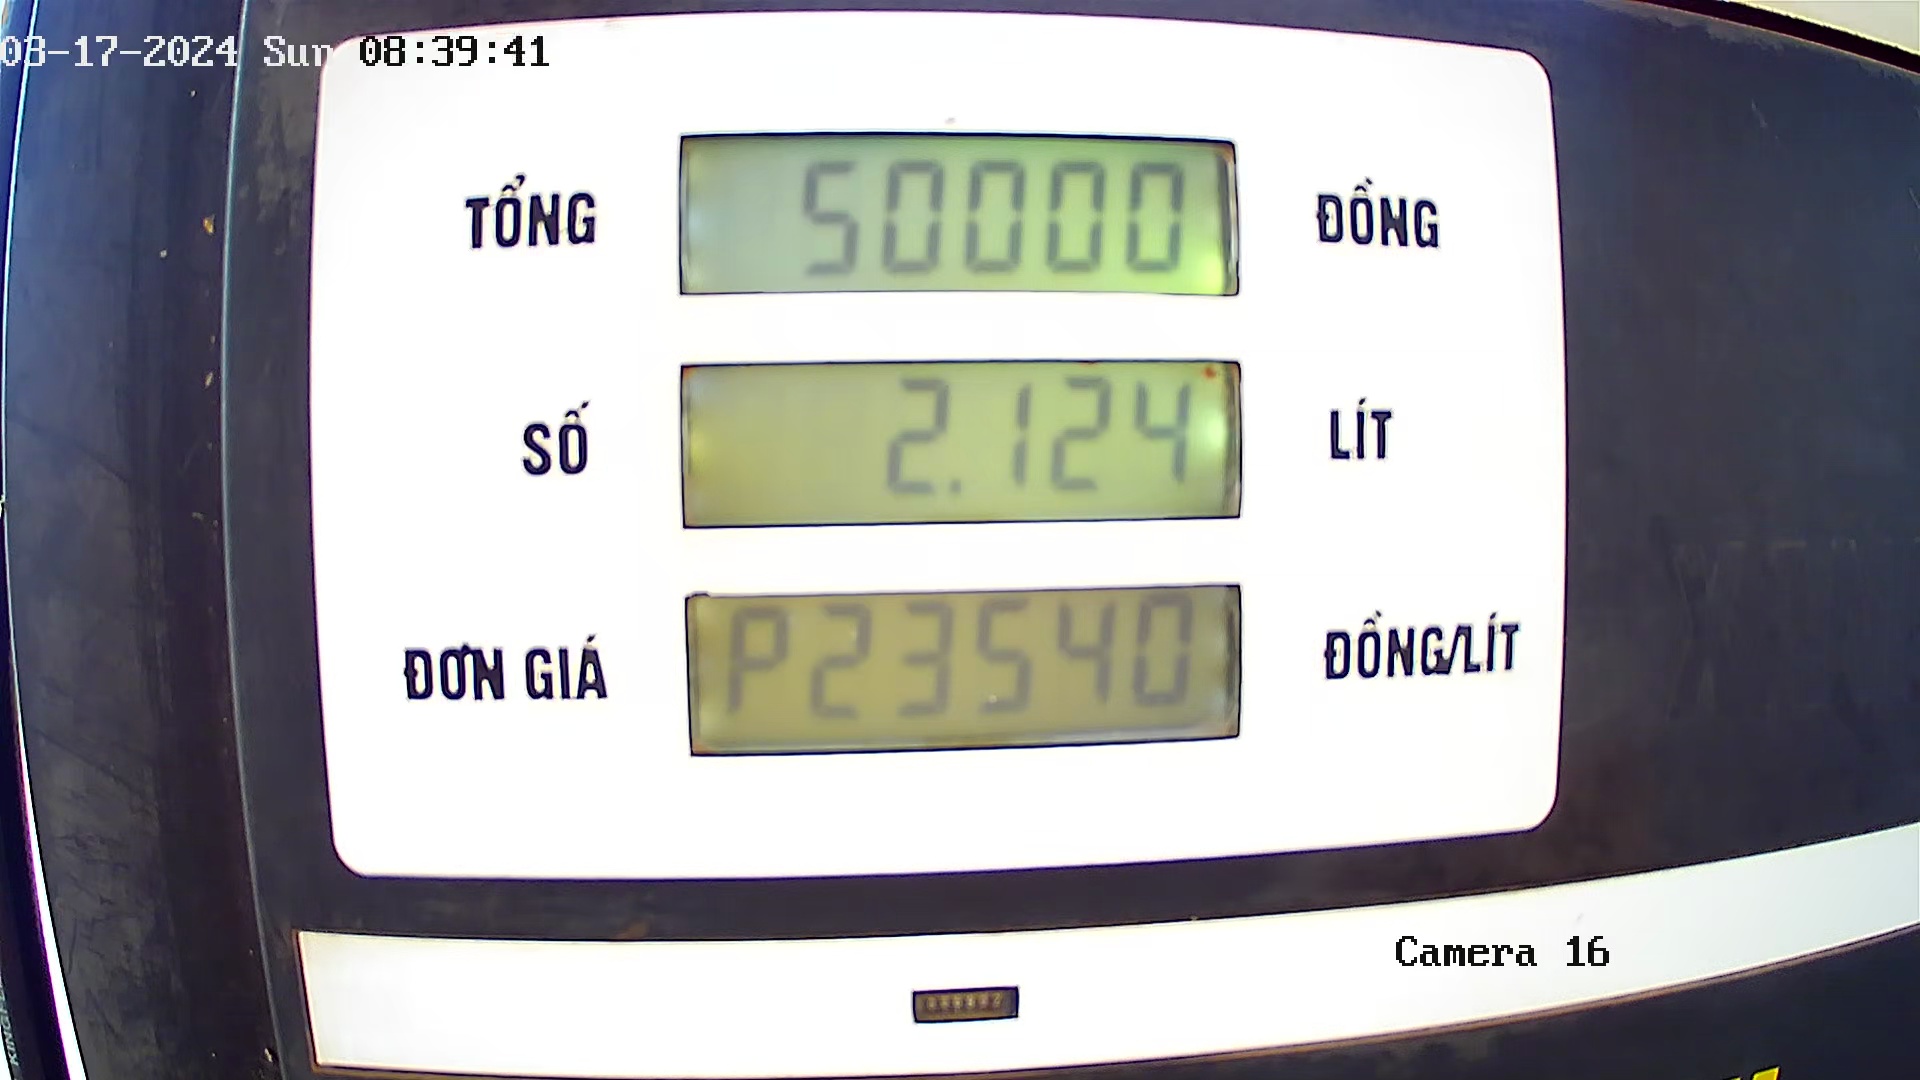 03-17-2024 Sun 08:39:41
TỔNG 50000 ĐỒNG
SỐ 2.124 LÍT
ĐƠN GIÁ P23540 ĐỒNG/LÍT
Camera 16